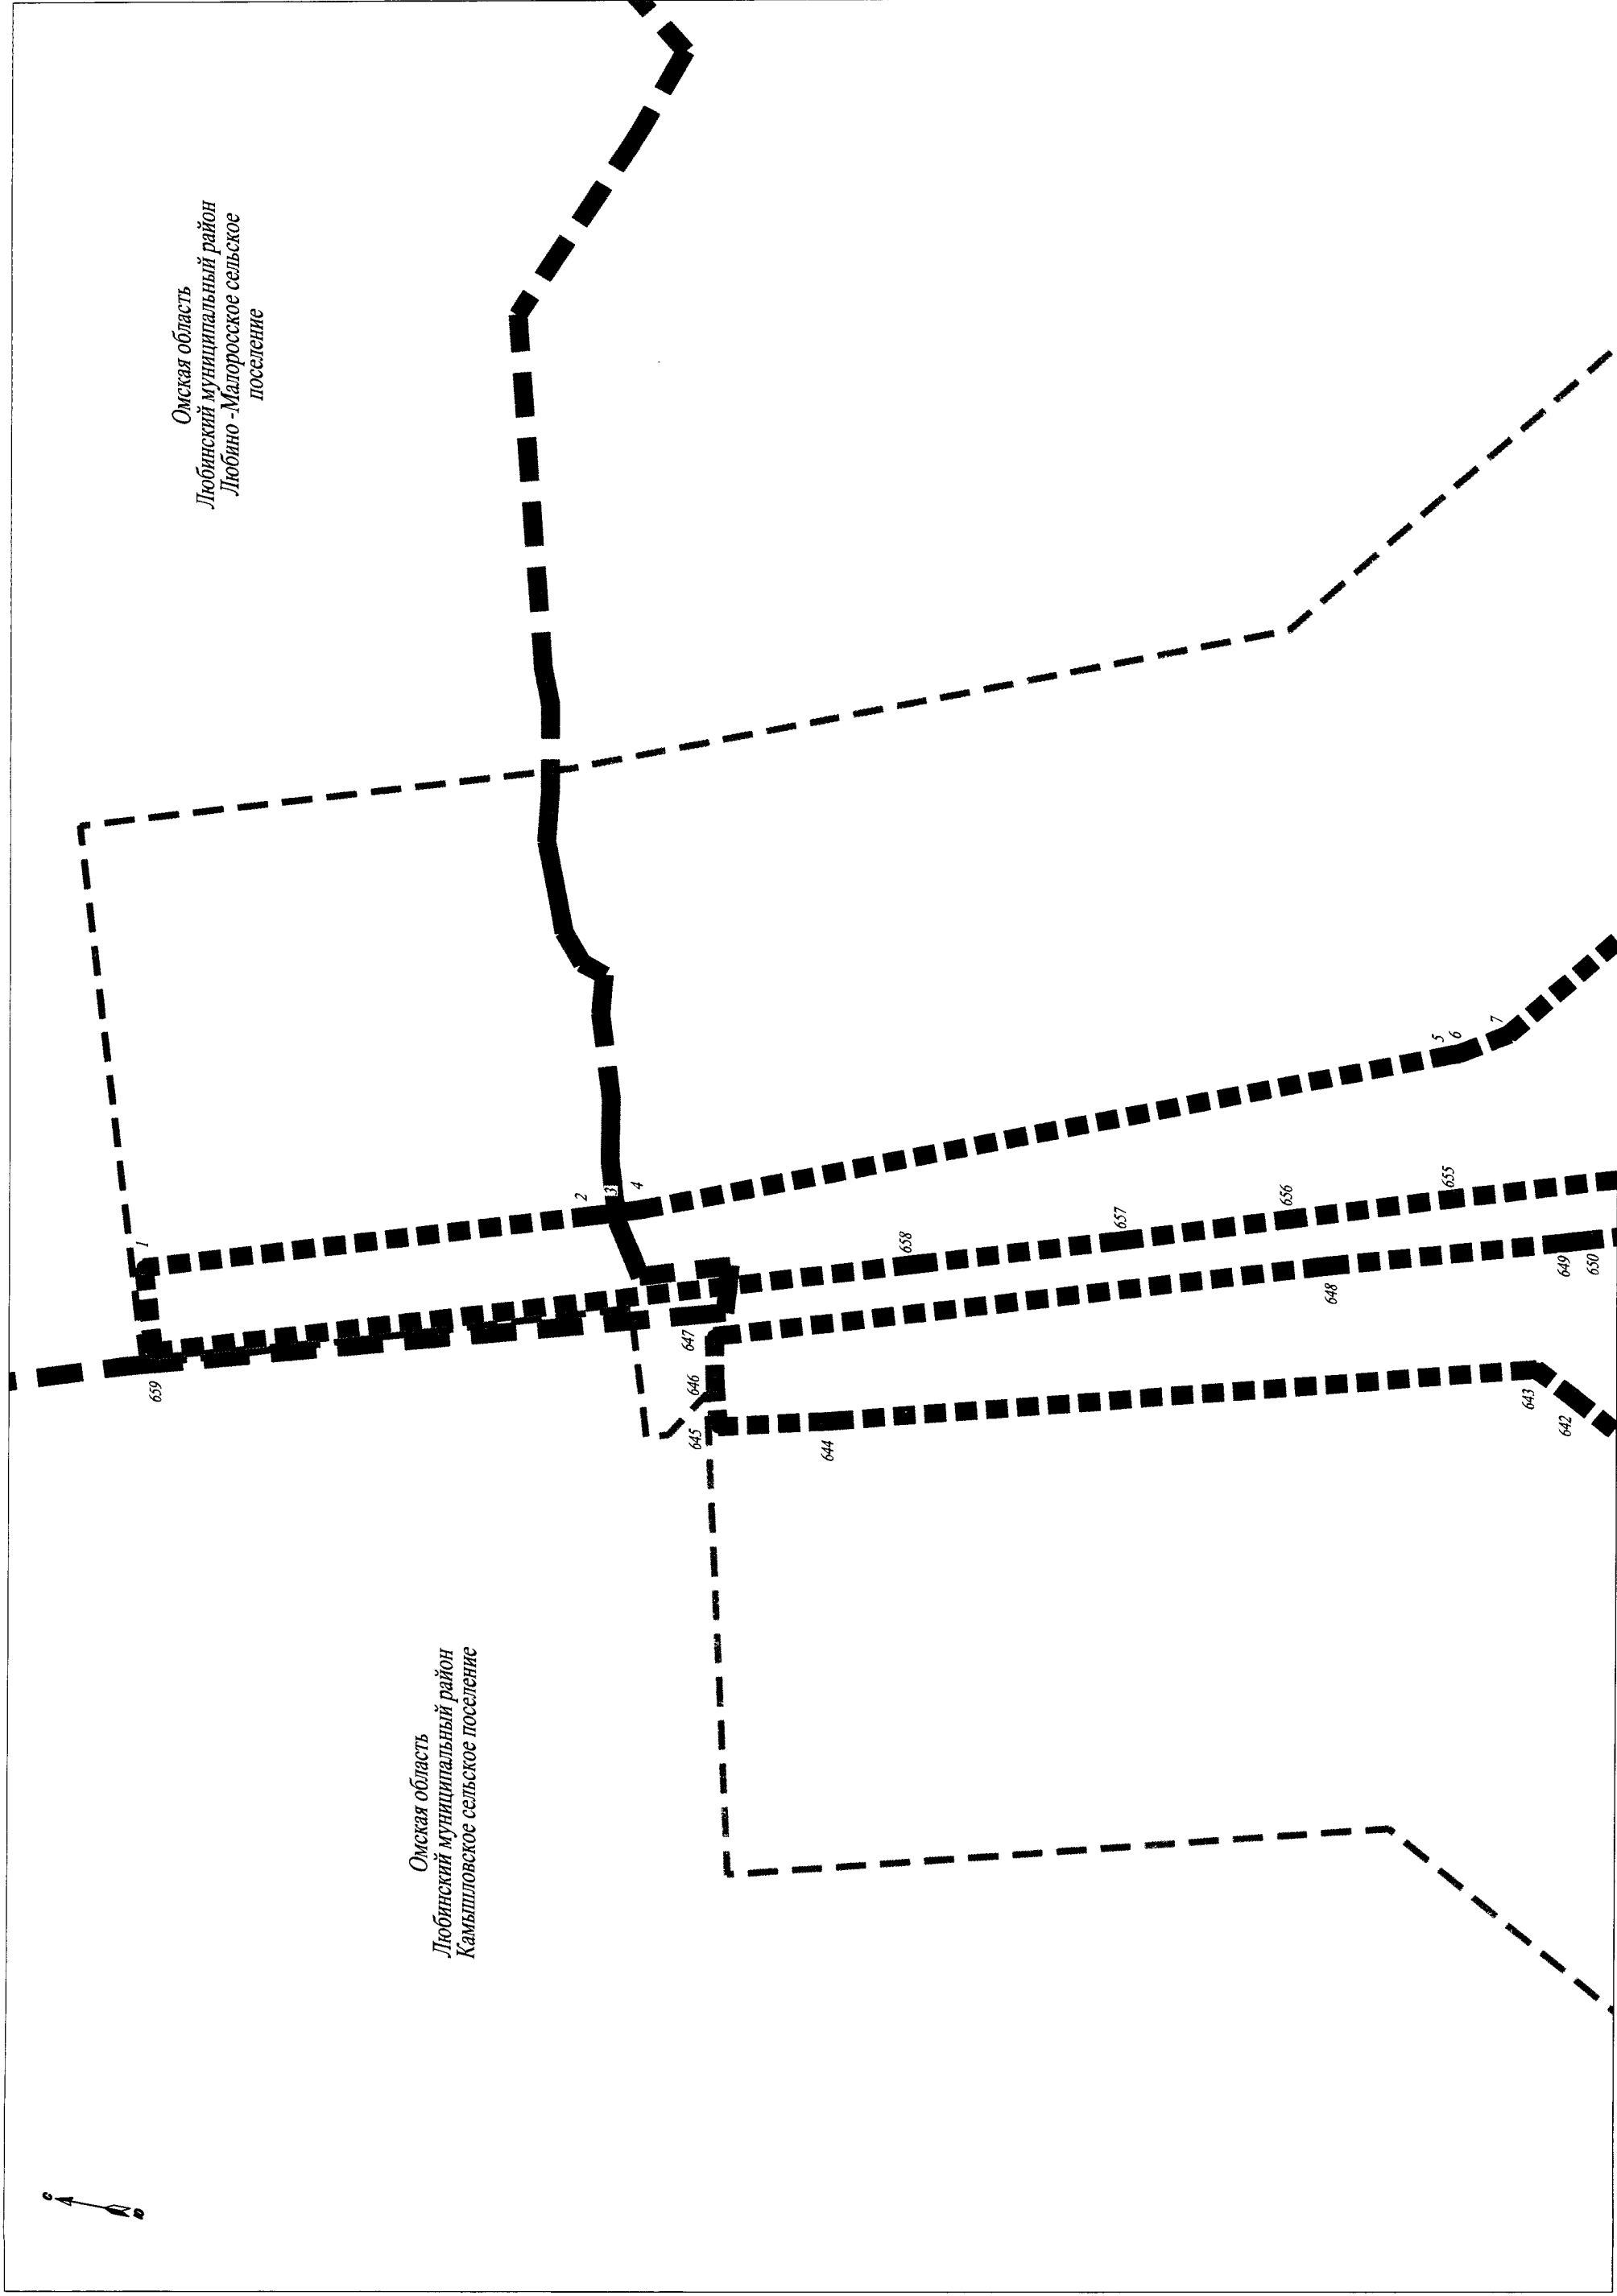 Омская область
Любинский муниципальный район
Любино -Малоросское сельское
поселение
Омская область
Любинский муниципальный район
Камышловское сельское поселение
с
ю
1
2
3
4
5
6
7
659
647
646
645
644
643
642
658
657
656
655
648
649
650